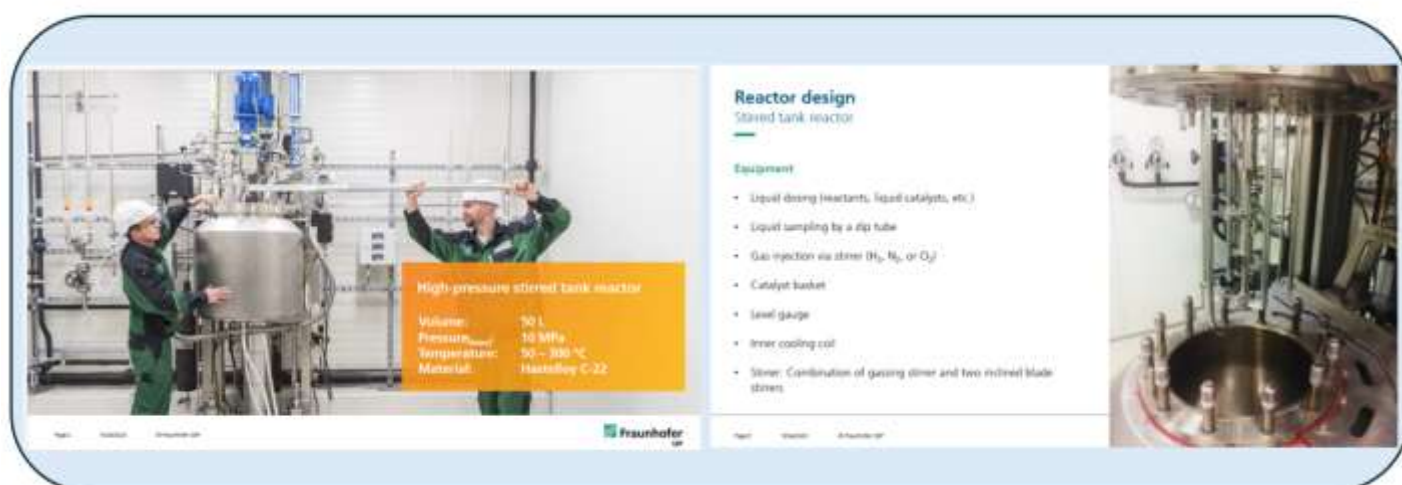 High-pressure stirred tank reactor
Volume: 50 L
Pressure(max): 10 MPa
Temperature: 50 – 300 °C
Material: Hastelloy C-22
Fraunhofer
Reactor design
Stirred tank reactor
Equipment
• Liquid dosing (reactants, liquid catalysts, etc.)
• Liquid sampling by a dip tube
• Gas injection via stirrer (H₂, N₂, or O₂)
• Catalyst basket
• Level gauge
• Inner cooling coil
• Stirrer: Combination of gassing stirrer and two inclined blade
stirrers